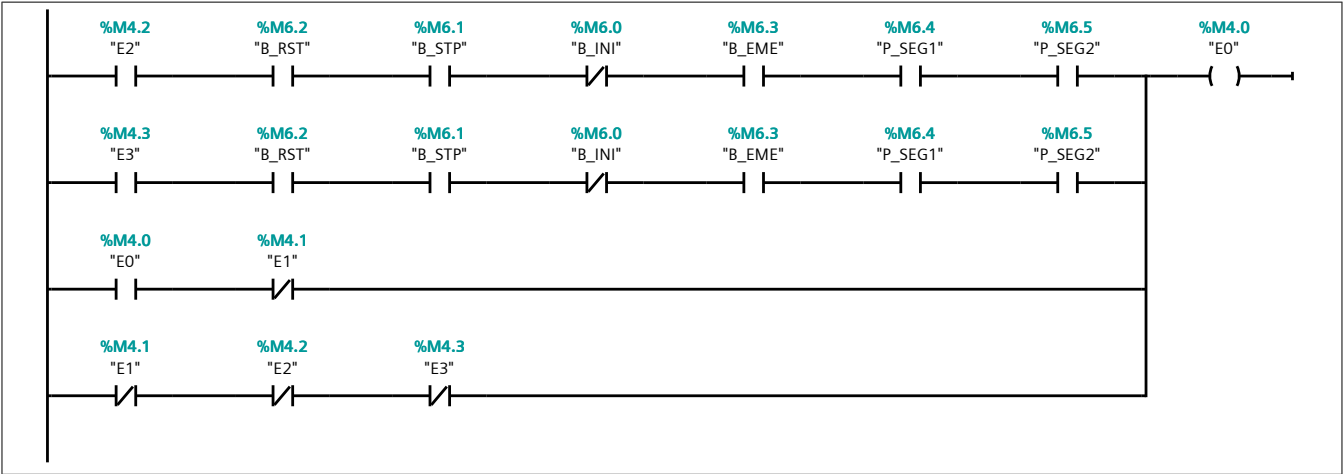 %M4.2 %M6.2 %M6.1 %M6.0 %M6.3 %M6.4 %M6.5 %M4.0
"E2" "B_RST" "B_STP" "B_INI" "B_EME" "P_SEG1" "P_SEG2" "E0"
%M4.3 %M6.2 %M6.1 %M6.0 %M6.3 %M6.4 %M6.5
"E3" "B_RST" "B_STP" "B_INI" "B_EME" "P_SEG1" "P_SEG2"
%M4.0 %M4.1
"E0" "E1"
%M4.1 %M4.2 %M4.3
"E1" "E2" "E3"